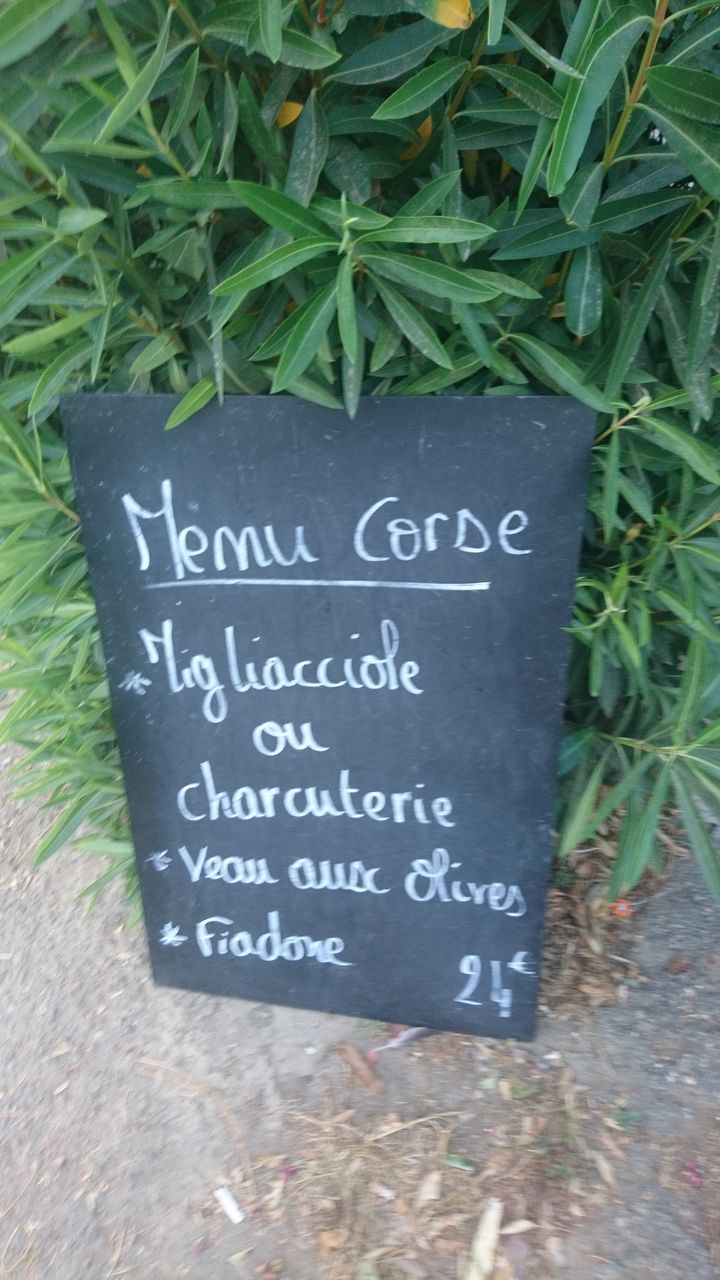 Menu Corse
* Migliacciole
ou
charcuterie
* Veau aux Olives
* Fiadone
24€